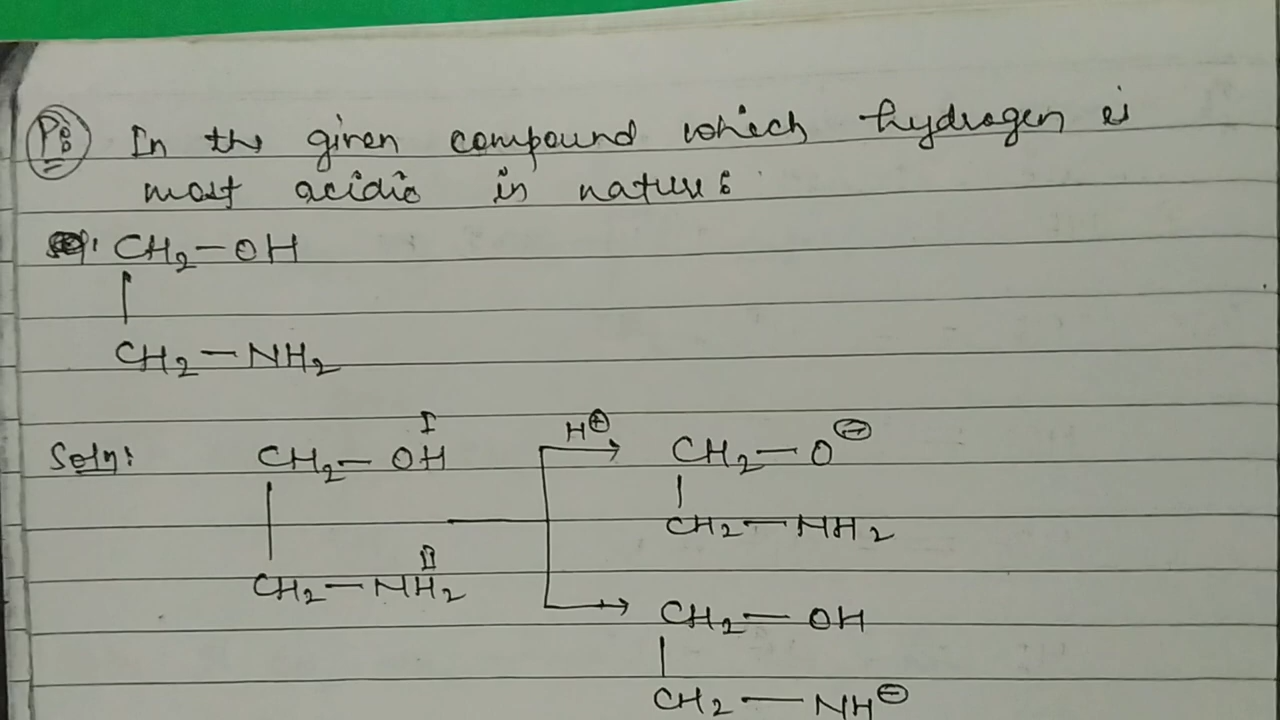 P:
In the given compound which hydrogen is
most acidic in nature:
CH₂-OH
|
CH₂-NH₂
Soln:
I
CH₂-OH
|
II
CH₂-NH₂
H⊕
CH₂-O⊖
|
CH₂-NH₂
CH₂-OH
|
CH₂-NH⊖